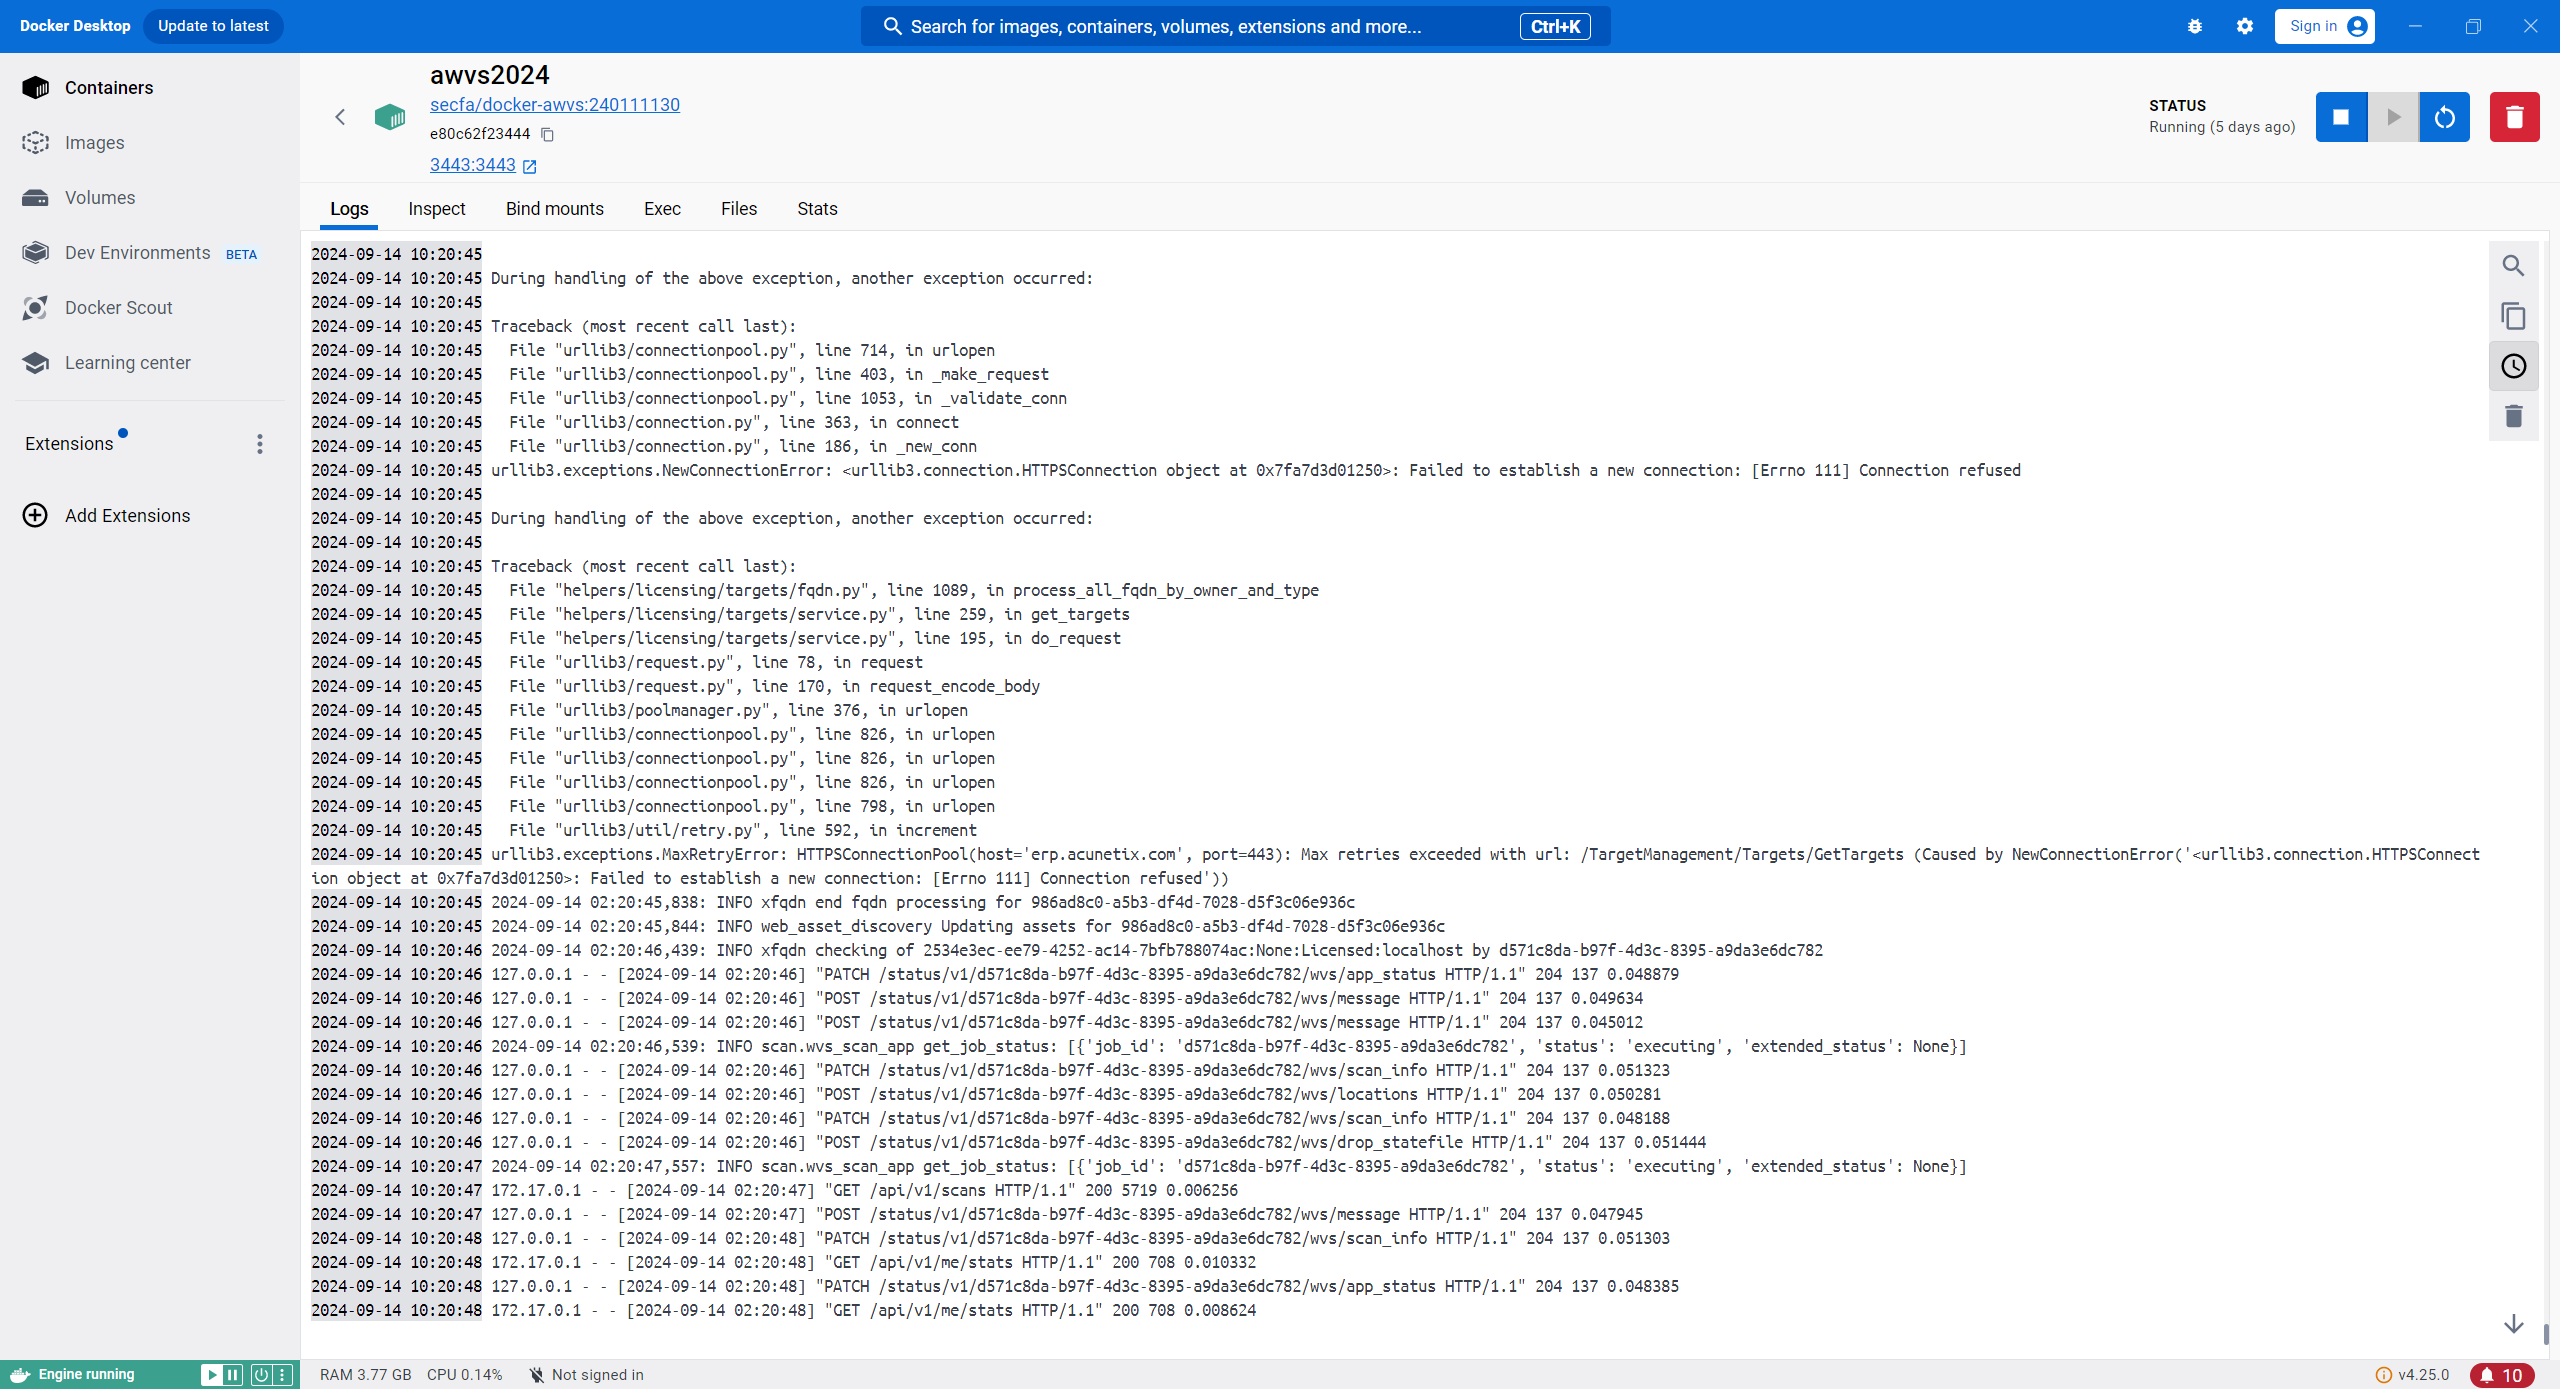 Docker Desktop
Update to latest
Search for images, containers, volumes, extensions and more...
Ctrl+K
Sign in
Containers
Images
Volumes
Dev Environments BETA
Docker Scout
Learning center
Extensions
Add Extensions
awvs2024
secfa/docker-awvs:240111130
e80c62f23444
3443:3443
STATUS
Running (5 days ago)
Logs
Inspect
Bind mounts
Exec
Files
Stats
2024-09-14 10:20:45
2024-09-14 10:20:45 During handling of the above exception, another exception occurred:
2024-09-14 10:20:45
2024-09-14 10:20:45 Traceback (most recent call last):
2024-09-14 10:20:45   File "urllib3/connectionpool.py", line 714, in urlopen
2024-09-14 10:20:45   File "urllib3/connectionpool.py", line 403, in _make_request
2024-09-14 10:20:45   File "urllib3/connectionpool.py", line 1053, in _validate_conn
2024-09-14 10:20:45   File "urllib3/connection.py", line 363, in connect
2024-09-14 10:20:45   File "urllib3/connection.py", line 186, in _new_conn
2024-09-14 10:20:45 urllib3.exceptions.NewConnectionError: <urllib3.connection.HTTPSConnection object at 0x7fa7d3d01250>: Failed to establish a new connection: [Errno 111] Connection refused
2024-09-14 10:20:45
2024-09-14 10:20:45 During handling of the above exception, another exception occurred:
2024-09-14 10:20:45
2024-09-14 10:20:45 Traceback (most recent call last):
2024-09-14 10:20:45   File "helpers/licensing/targets/fqdn.py", line 1089, in process_all_fqdn_by_owner_and_type
2024-09-14 10:20:45   File "helpers/licensing/targets/service.py", line 259, in get_targets
2024-09-14 10:20:45   File "helpers/licensing/targets/service.py", line 195, in do_request
2024-09-14 10:20:45   File "urllib3/request.py", line 78, in request
2024-09-14 10:20:45   File "urllib3/request.py", line 170, in request_encode_body
2024-09-14 10:20:45   File "urllib3/poolmanager.py", line 376, in urlopen
2024-09-14 10:20:45   File "urllib3/connectionpool.py", line 826, in urlopen
2024-09-14 10:20:45   File "urllib3/connectionpool.py", line 826, in urlopen
2024-09-14 10:20:45   File "urllib3/connectionpool.py", line 826, in urlopen
2024-09-14 10:20:45   File "urllib3/connectionpool.py", line 798, in urlopen
2024-09-14 10:20:45   File "urllib3/util/retry.py", line 592, in increment
2024-09-14 10:20:45 urllib3.exceptions.MaxRetryError: HTTPSConnectionPool(host='erp.acunetix.com', port=443): Max retries exceeded with url: /TargetManagement/Targets/GetTargets (Caused by NewConnectionError('<urllib3.connection.HTTPSConnect
ion object at 0x7fa7d3d01250>: Failed to establish a new connection: [Errno 111] Connection refused'))
2024-09-14 10:20:45 2024-09-14 02:20:45,838: INFO xfqdn end fqdn processing for 986ad8c0-a5b3-df4d-7028-d5f3c06e936c
2024-09-14 10:20:45 2024-09-14 02:20:45,844: INFO web_asset_discovery Updating assets for 986ad8c0-a5b3-df4d-7028-d5f3c06e936c
2024-09-14 10:20:46 2024-09-14 02:20:46,439: INFO xfqdn checking of 2534e3ec-ee79-4252-ac14-7bfb788074ac:None:Licensed:localhost by d571c8da-b97f-4d3c-8395-a9da3e6dc782
2024-09-14 10:20:46 127.0.0.1 - - [2024-09-14 02:20:46] "PATCH /status/v1/d571c8da-b97f-4d3c-8395-a9da3e6dc782/wvs/app_status HTTP/1.1" 204 137 0.048879
2024-09-14 10:20:46 127.0.0.1 - - [2024-09-14 02:20:46] "POST /status/v1/d571c8da-b97f-4d3c-8395-a9da3e6dc782/wvs/message HTTP/1.1" 204 137 0.049634
2024-09-14 10:20:46 127.0.0.1 - - [2024-09-14 02:20:46] "POST /status/v1/d571c8da-b97f-4d3c-8395-a9da3e6dc782/wvs/message HTTP/1.1" 204 137 0.045012
2024-09-14 10:20:46 2024-09-14 02:20:46,539: INFO scan.wvs_scan_app get_job_status: [{'job_id': 'd571c8da-b97f-4d3c-8395-a9da3e6dc782', 'status': 'executing', 'extended_status': None}]
2024-09-14 10:20:46 127.0.0.1 - - [2024-09-14 02:20:46] "PATCH /status/v1/d571c8da-b97f-4d3c-8395-a9da3e6dc782/wvs/scan_info HTTP/1.1" 204 137 0.051323
2024-09-14 10:20:46 127.0.0.1 - - [2024-09-14 02:20:46] "POST /status/v1/d571c8da-b97f-4d3c-8395-a9da3e6dc782/wvs/locations HTTP/1.1" 204 137 0.050281
2024-09-14 10:20:46 127.0.0.1 - - [2024-09-14 02:20:46] "PATCH /status/v1/d571c8da-b97f-4d3c-8395-a9da3e6dc782/wvs/scan_info HTTP/1.1" 204 137 0.048188
2024-09-14 10:20:46 127.0.0.1 - - [2024-09-14 02:20:46] "POST /status/v1/d571c8da-b97f-4d3c-8395-a9da3e6dc782/wvs/drop_statefile HTTP/1.1" 204 137 0.051444
2024-09-14 10:20:47 2024-09-14 02:20:47,557: INFO scan.wvs_scan_app get_job_status: [{'job_id': 'd571c8da-b97f-4d3c-8395-a9da3e6dc782', 'status': 'executing', 'extended_status': None}]
2024-09-14 10:20:47 172.17.0.1 - - [2024-09-14 02:20:47] "GET /api/v1/scans HTTP/1.1" 200 5719 0.006256
2024-09-14 10:20:47 127.0.0.1 - - [2024-09-14 02:20:47] "POST /status/v1/d571c8da-b97f-4d3c-8395-a9da3e6dc782/wvs/message HTTP/1.1" 204 137 0.047945
2024-09-14 10:20:48 127.0.0.1 - - [2024-09-14 02:20:48] "PATCH /status/v1/d571c8da-b97f-4d3c-8395-a9da3e6dc782/wvs/scan_info HTTP/1.1" 204 137 0.051303
2024-09-14 10:20:48 172.17.0.1 - - [2024-09-14 02:20:48] "GET /api/v1/me/stats HTTP/1.1" 200 708 0.010332
2024-09-14 10:20:48 127.0.0.1 - - [2024-09-14 02:20:48] "PATCH /status/v1/d571c8da-b97f-4d3c-8395-a9da3e6dc782/wvs/app_status HTTP/1.1" 204 137 0.048385
2024-09-14 10:20:48 172.17.0.1 - - [2024-09-14 02:20:48] "GET /api/v1/me/stats HTTP/1.1" 200 708 0.008624
Engine running
RAM 3.77 GB
CPU 0.14%
Not signed in
v4.25.0
10